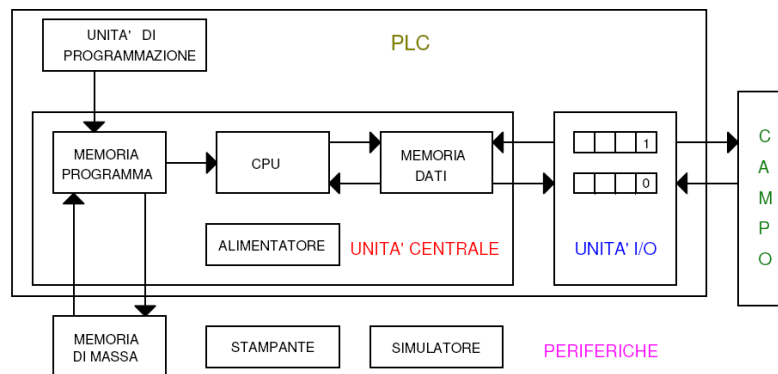 UNITA' DI
PROGRAMMAZIONE
PLC
MEMORIA
PROGRAMMA
CPU
MEMORIA
DATI
1
0
C
A
M
P
O
ALIMENTATORE
UNITA' CENTRALE
UNITA' I/O
MEMORIA
DI MASSA
STAMPANTE
SIMULATORE
PERIFERICHE